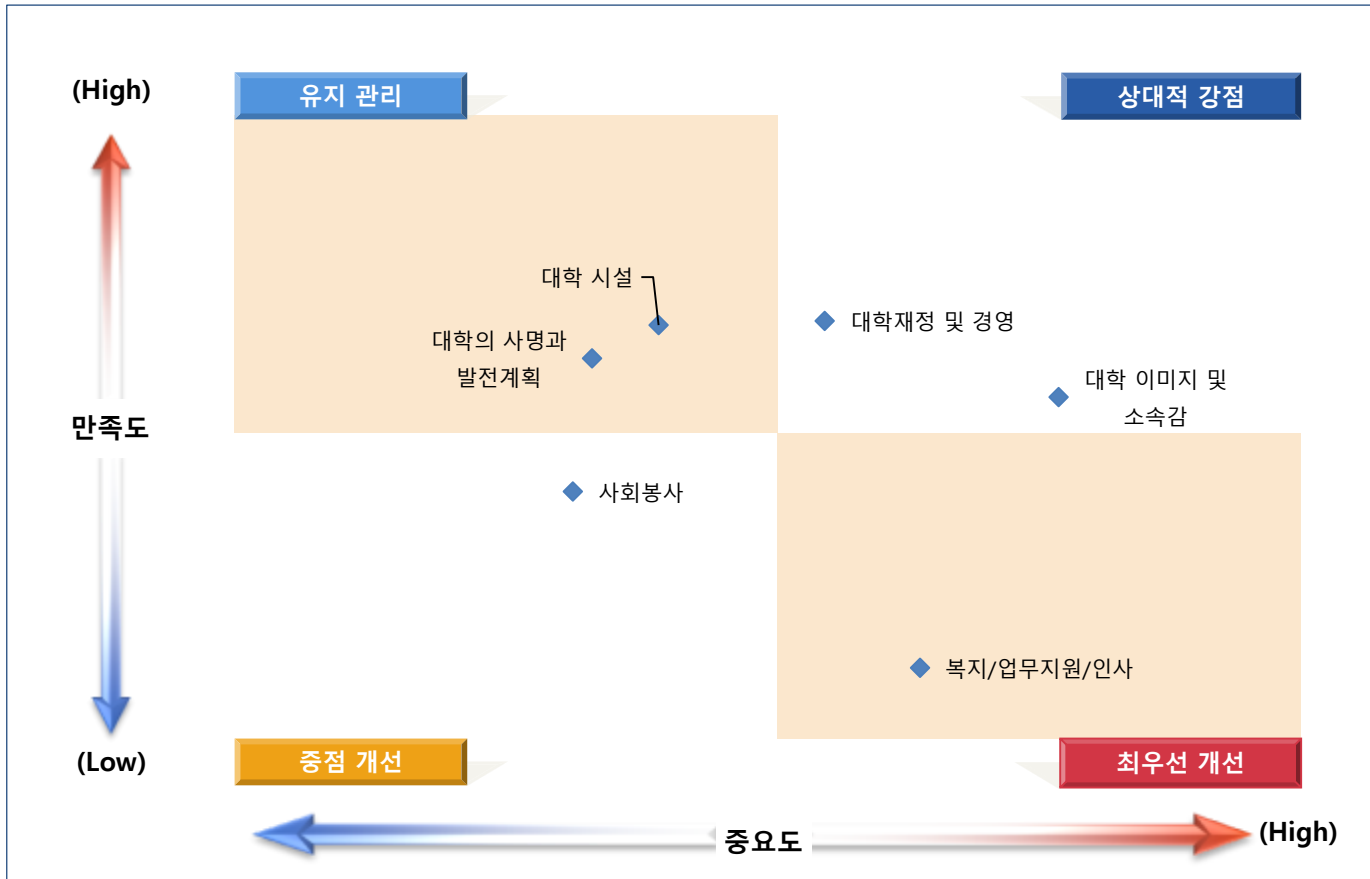 (High)
유지 관리
상대적 강점
대학 시설
대학재정 및 경영
대학의 사명과
발전계획
대학 이미지 및
소속감
만족도
사회봉사
복지/업무지원/인사
(Low)
중점 개선
최우선 개선
중요도
(High)